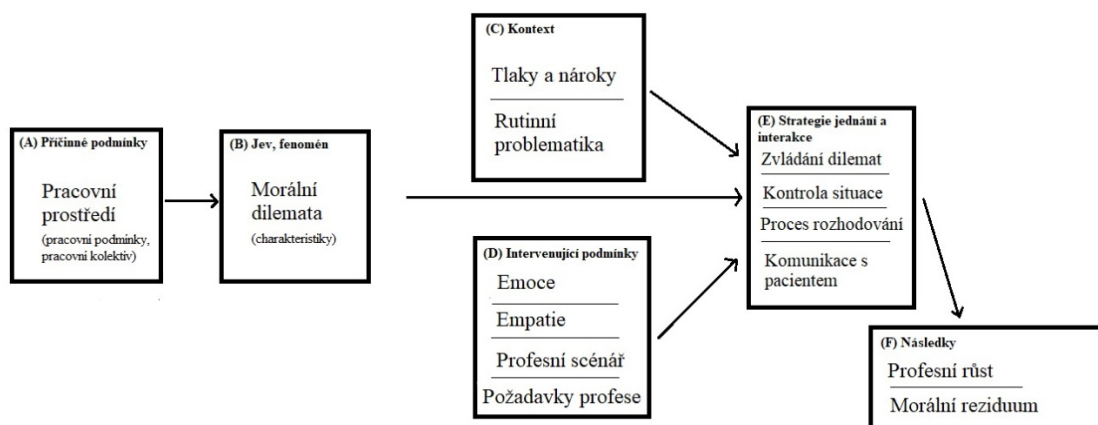 (A) Příčinné podmínky
Pracovní
prostředí
(pracovní podmínky,
pracovní kolektiv)
(B) Jev, fenomén
Morální
dilemata
(charakteristiky)
(C) Kontext
Tlaky a nároky
Rutinní
problematika
(D) Intervenující podmínky
Emoce
Empatie
Profesní scénář
Požadavky profese
(E) Strategie jednání a
interakce
Zvládání dilemat
Kontrola situace
Proces rozhodování
Komunikace s
pacientem
(F) Následky
Profesní růst
Morální reziduum